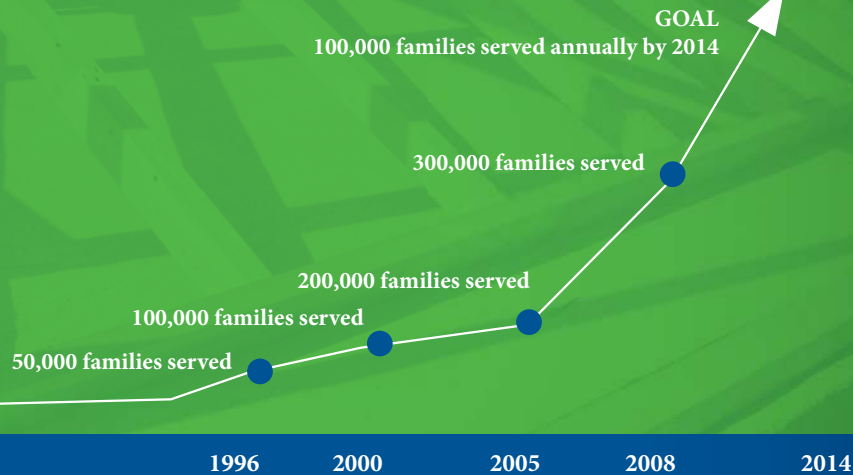 GOAL
100,000 families served annually by 2014
300,000 families served
200,000 families served
100,000 families served
50,000 families served
1996 2000 2005 2008 2014